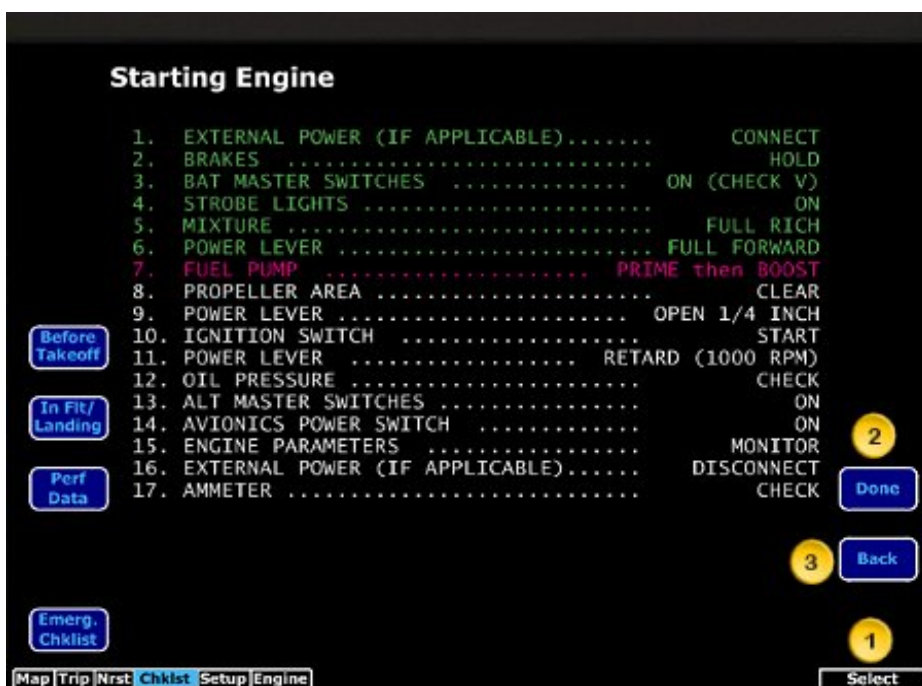 Starting Engine
1. EXTERNAL POWER (IF APPLICABLE)....... CONNECT
2. BRAKES ................................ HOLD
3. BAT MASTER SWITCHES ............... ON (CHECK V)
4. STROBE LIGHTS ......................... ON
5. MIXTURE ........................... FULL RICH
6. POWER LEVER ........................... FULL FORWARD
7. FUEL PUMP ....................... PRIME then BOOST
8. PROPELLER AREA ........................ CLEAR
9. POWER LEVER ........................... OPEN 1/4 INCH
10. IGNITION SWITCH ..................... START
11. POWER LEVER .................... RETARD (1000 RPM)
12. OIL PRESSURE ......................... CHECK
13. ALT MASTER SWITCHES ................. ON
14. AVIONICS POWER SWITCH .............. ON
15. ENGINE PARAMETERS .................. MONITOR
16. EXTERNAL POWER (IF APPLICABLE)...... DISCONNECT
17. AMMETER ............................... CHECK
Before
Takeoff
In Flt/
Landing
Perf
Data
Emerg.
Chklist
2
Done
3
Back
1
Select
Map Trip Nrst Chklst Setup Engine